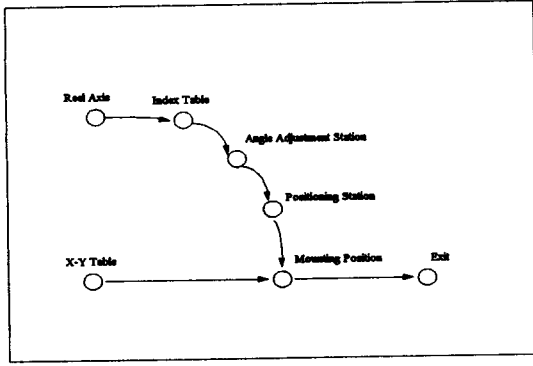 Reel Axis
Index Table
Angle Adjustment Station
Positioning Station
X-Y Table
Mounting Position
Exit